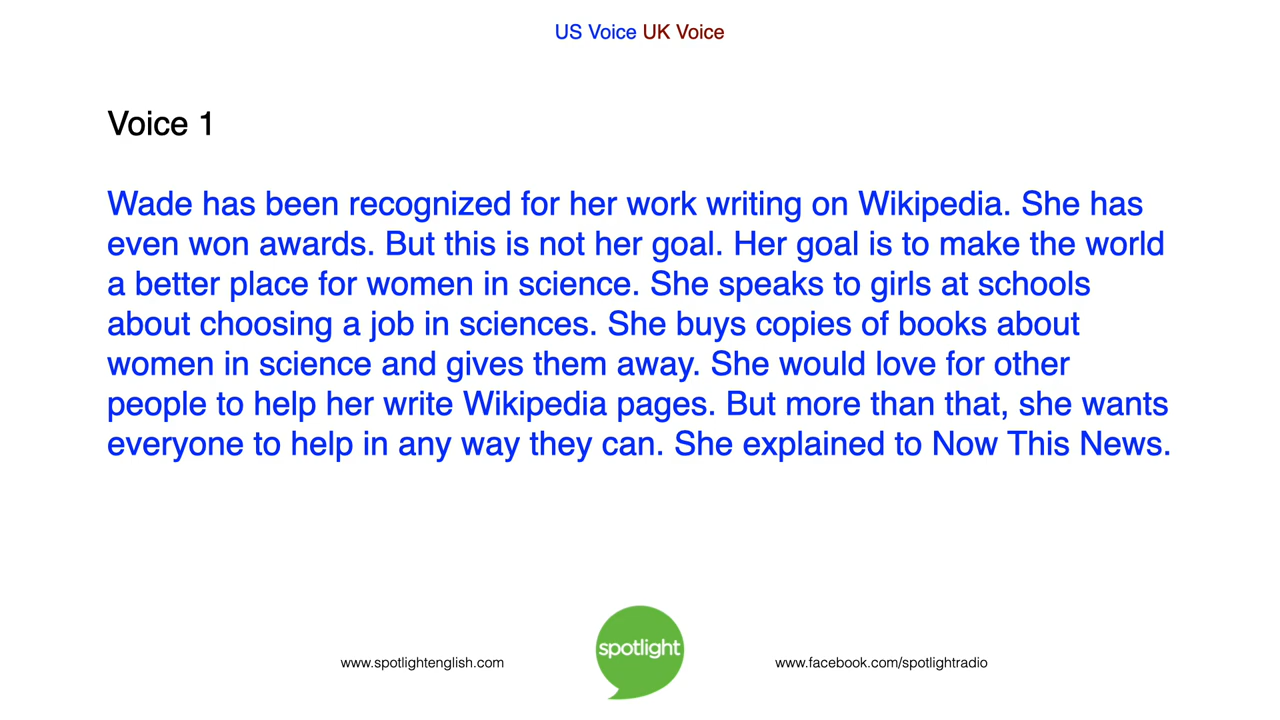 US Voice UK Voice
Voice 1
Wade has been recognized for her work writing on Wikipedia. She has
even won awards. But this is not her goal. Her goal is to make the world
a better place for women in science. She speaks to girls at schools
about choosing a job in sciences. She buys copies of books about
women in science and gives them away. She would love for other
people to help her write Wikipedia pages. But more than that, she wants
everyone to help in any way they can. She explained to Now This News.
www.spotlightenglish.com
spotlight
www.facebook.com/spotlightradio